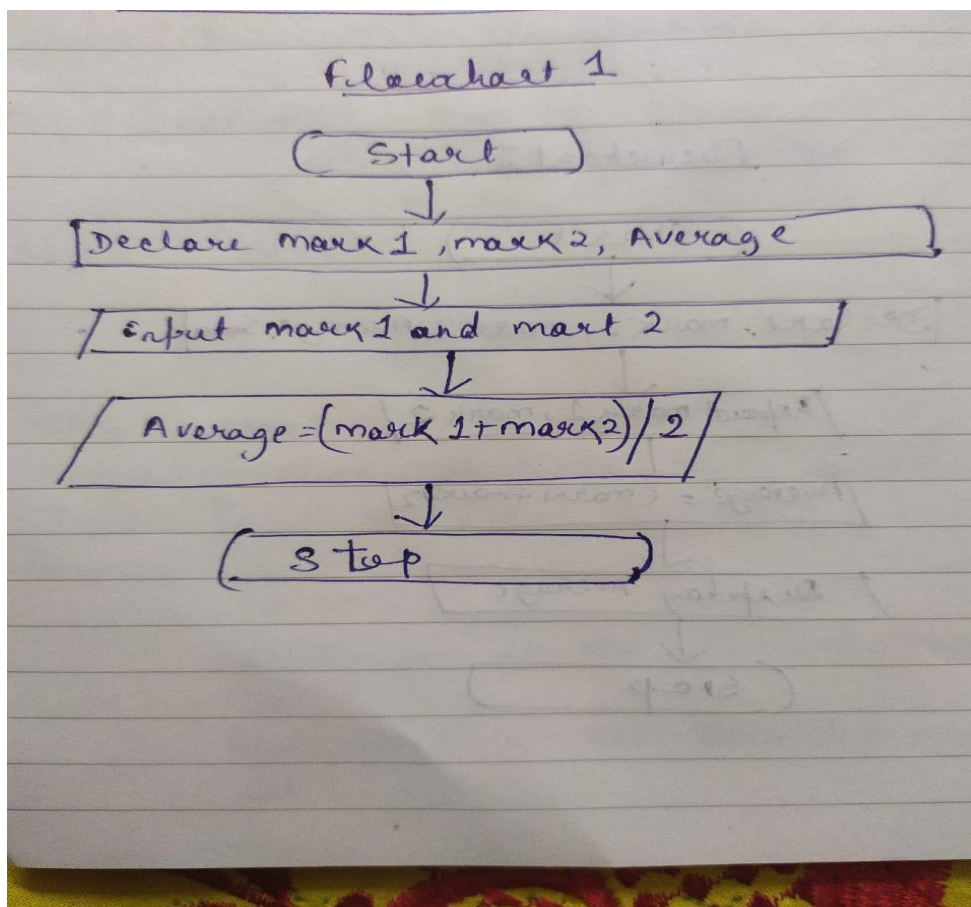 Flowchart 1
Start
Declare mark 1, mark 2, Average
input mark 1 and mart 2
Average = (mark 1+mark2)/2
Stop